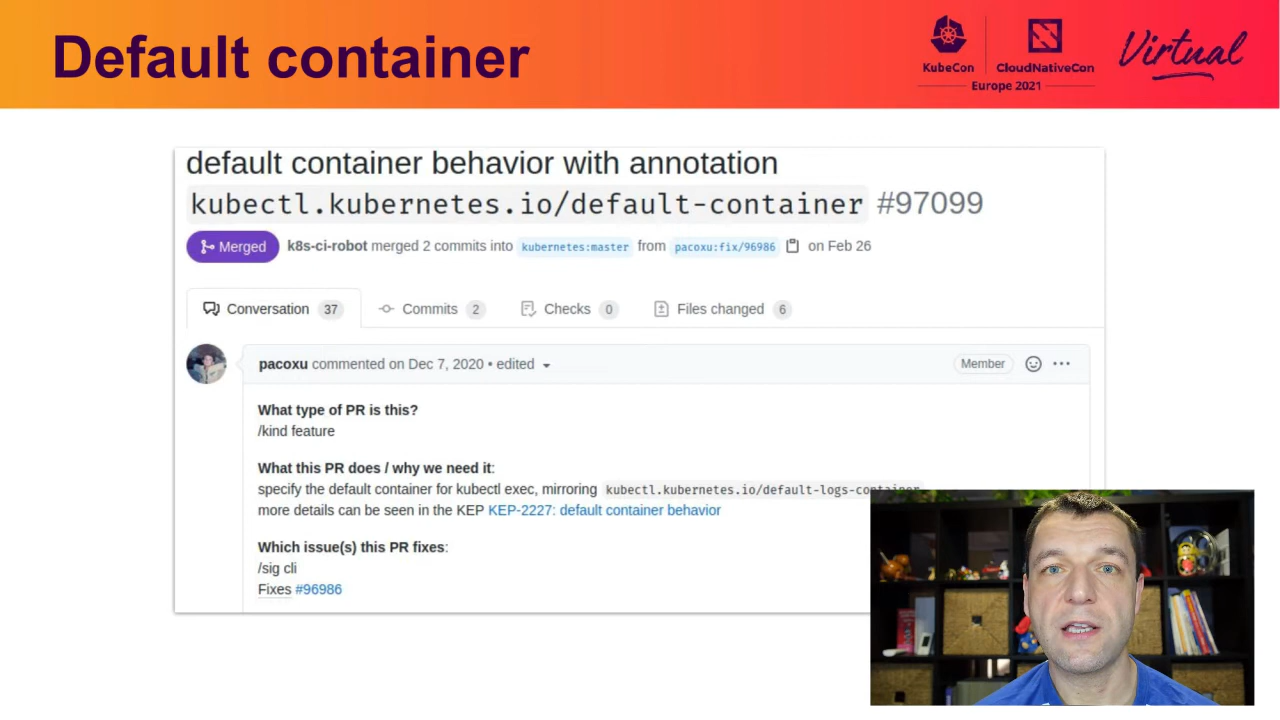 Default container
KubeCon
CloudNativeCon
Europe 2021
Virtual
default container behavior with annotation
kubectl.kubernetes.io/default-container #97099
Merged k8s-ci-robot merged 2 commits into kubernetes:master from pacoxu:fix/96986 on Feb 26
Conversation 37 Commits 2 Checks 0 Files changed 6
pacoxu commented on Dec 7, 2020 • edited Member
What type of PR is this?
/kind feature
What this PR does / why we need it:
specify the default container for kubectl exec, mirroring kubectl.kubernetes.io/default-logs-container
more details can be seen in the KEP KEP-2227: default container behavior
Which issue(s) this PR fixes:
/sig cli
Fixes #96986